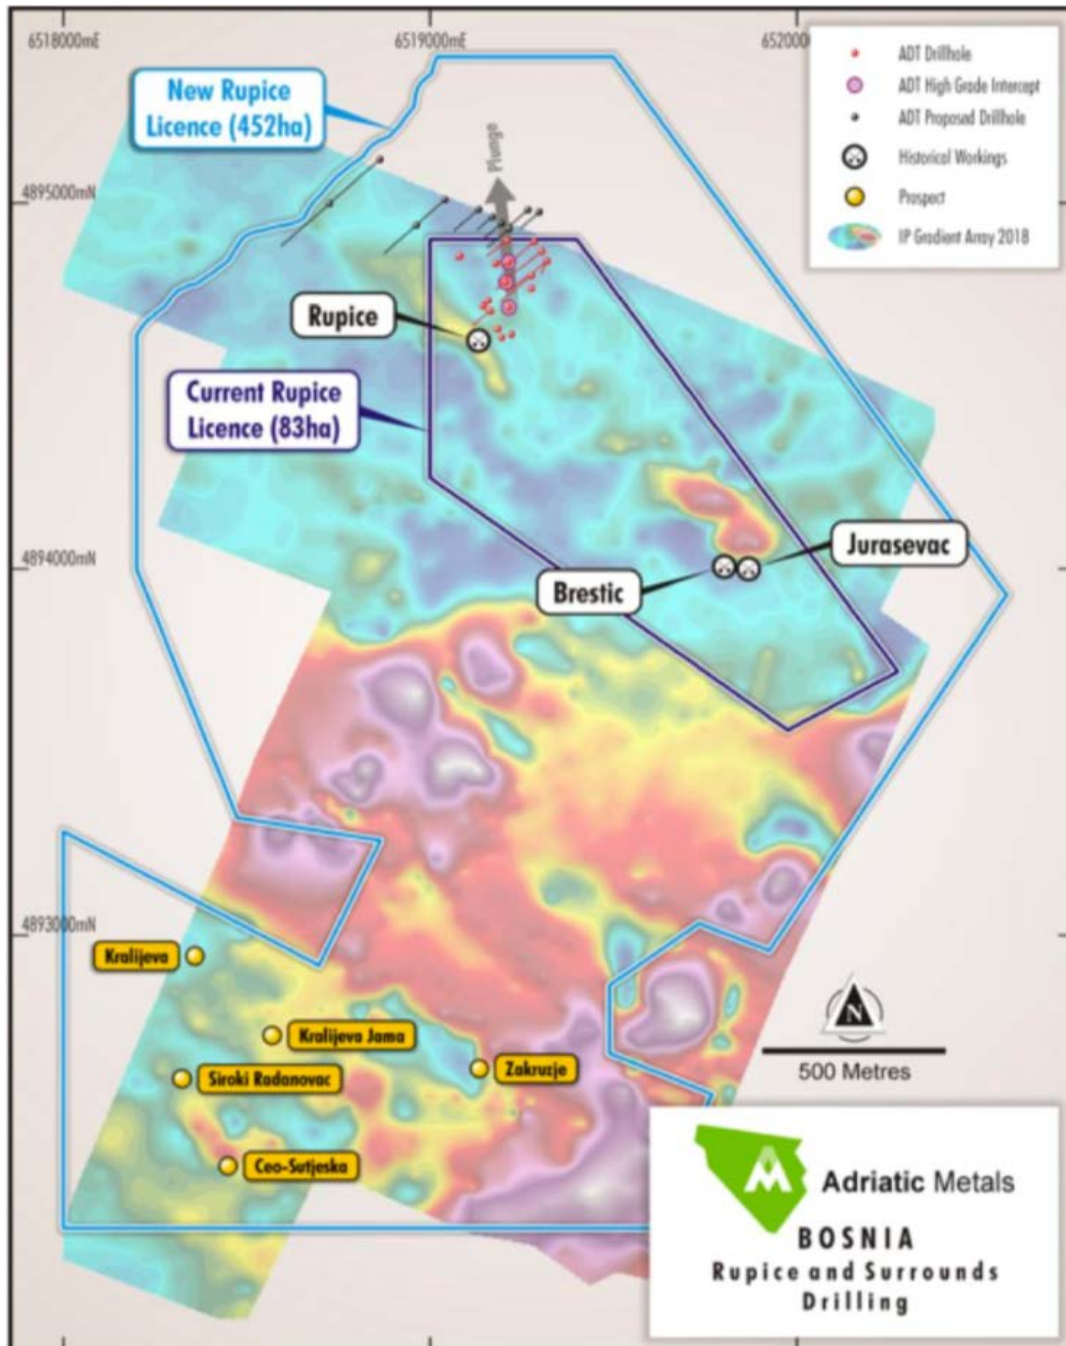 6518000mE
6519000mE
6520000
ADT Drillhole
ADT High Grade Intercept
ADT Proposed Drillhole
Historical Workings
Prospect
IP Gradient Array 2018
New Rupice
Licence (452ha)
Plunge
4895000mN
Rupice
Current Rupice
Licence (83ha)
4894000mN
Jurasevac
Brestic
4893000mN
Kralijeva
Kralijeva Jama
Zakruzje
Siroki Radanovac
Ceo-Sutjeska
N
500 Metres
Adriatic Metals
BOSNIA
Rupice and Surrounds
Drilling